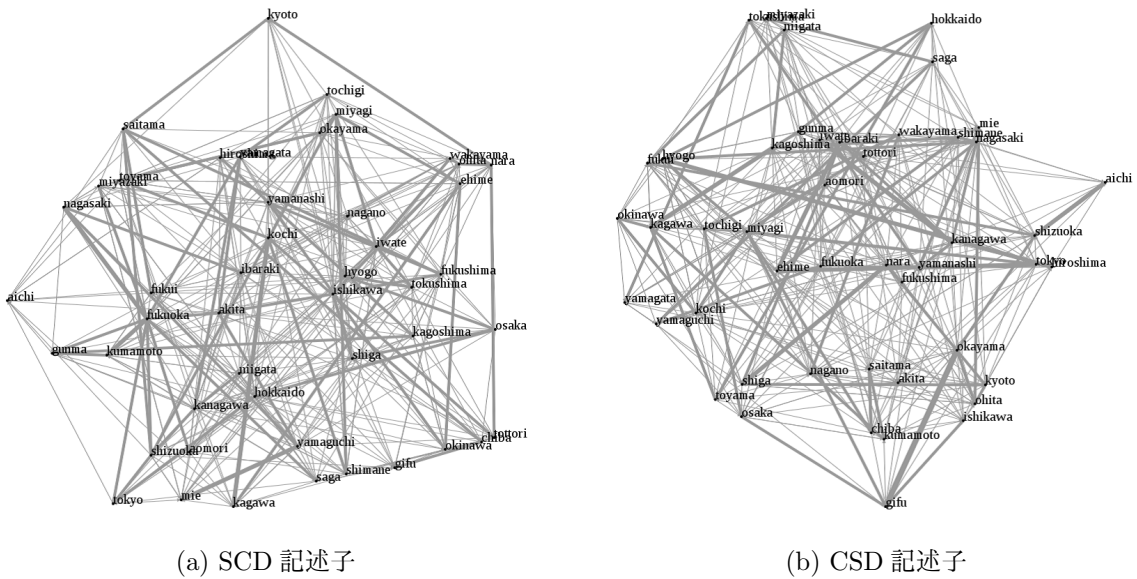 kyoto
tochigi
miyagi
okayama
saitama
hiroshima
yamagata
wakayama
ohita
nara
ehime
toyama
miyazaki
nagasaki
yamanashi
nagano
kochi
iwate
ibaraki
hyogo
fukushima
tokushima
ishikawa
aichi
fukui
fukuoka
akita
osaka
kagoshima
gunma
kumamoto
shiga
niigata
hokkaido
kanagawa
tottori
chiba
okinawa
yamaguchi
shizuoka
aomori
gifu
shimane
saga
tokyo
mie
kagawa
(a) SCD 記述子
tokushima
miyazaki
niigata
hokkaido
saga
mie
gunma
iwate
ibaraki
wakayama
shimane
nagasaki
kagoshima
tottori
fukui
hyogo
aichi
aomori
okinawa
kagawa
tochigi
miyagi
shizuoka
kanagawa
ehime
fukuoka
nara
yamanashi
tokyo
hiroshima
fukushima
yamagata
kochi
yamaguchi
okayama
saitama
nagano
akita
shiga
kyoto
toyama
ohita
osaka
ishikawa
chiba
kumamoto
gifu
(b) CSD 記述子